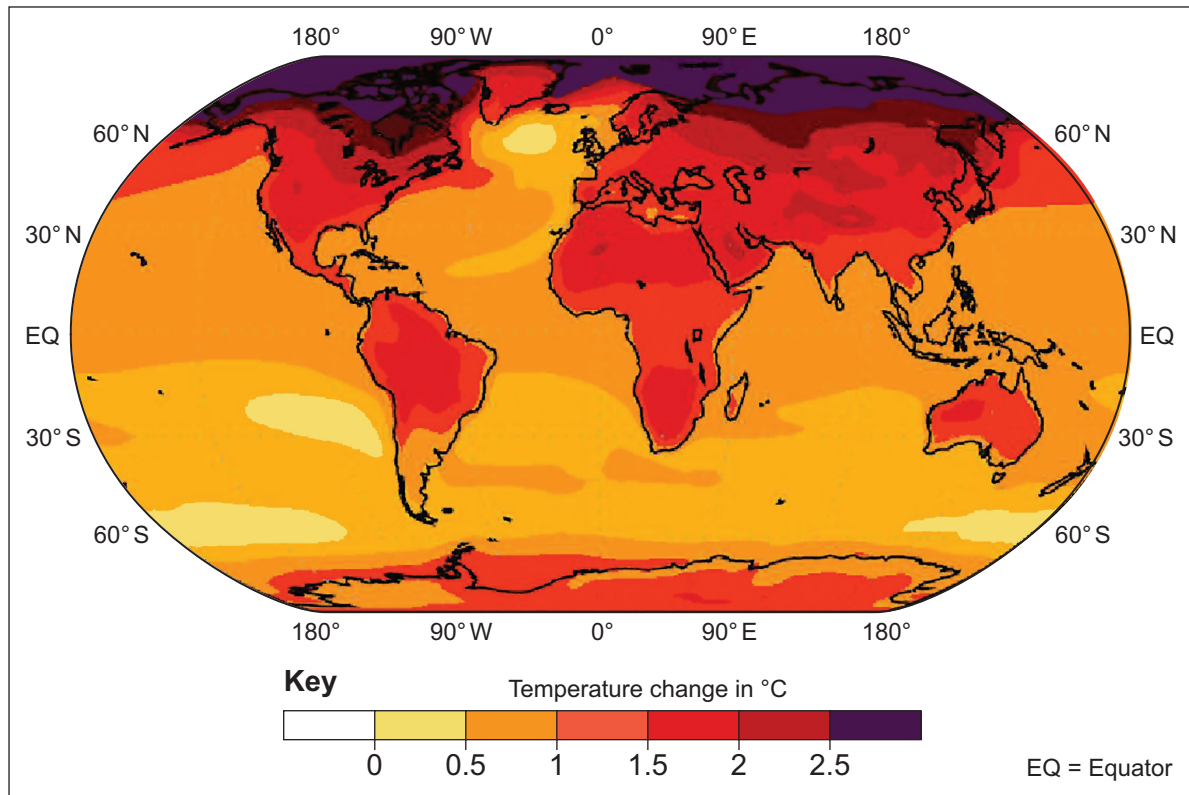 180° 90° W 0° 90° E 180°
60° N 60° N
30° N 30° N
EQ EQ
30° S 30° S
60° S 60° S
180° 90° W 0° 90° E 180°
Key Temperature change in °C
0 0.5 1 1.5 2 2.5
EQ = Equator